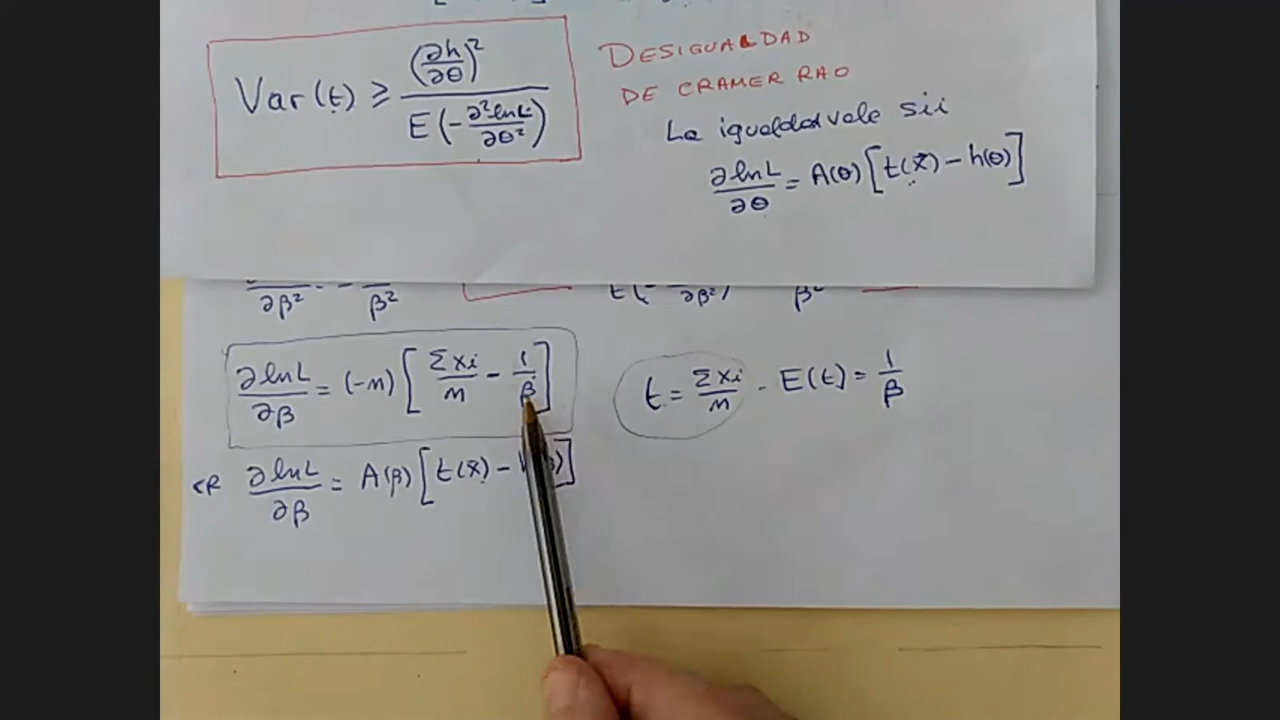 Var(t) ≥ (∂h/∂θ)² / E(-∂²lnL/∂θ²)
DESIGUALDAD
DE CRAMER RAO
La igualdad vale sii
∂lnL/∂θ = A(θ) [t(x̃) - h(θ)]
∂lnL/∂β = (-n) [Σxi/n - 1/β]
t = Σxi/n - E(t) = 1/β
CR ∂lnL/∂β = A(β) [t(x̃) -